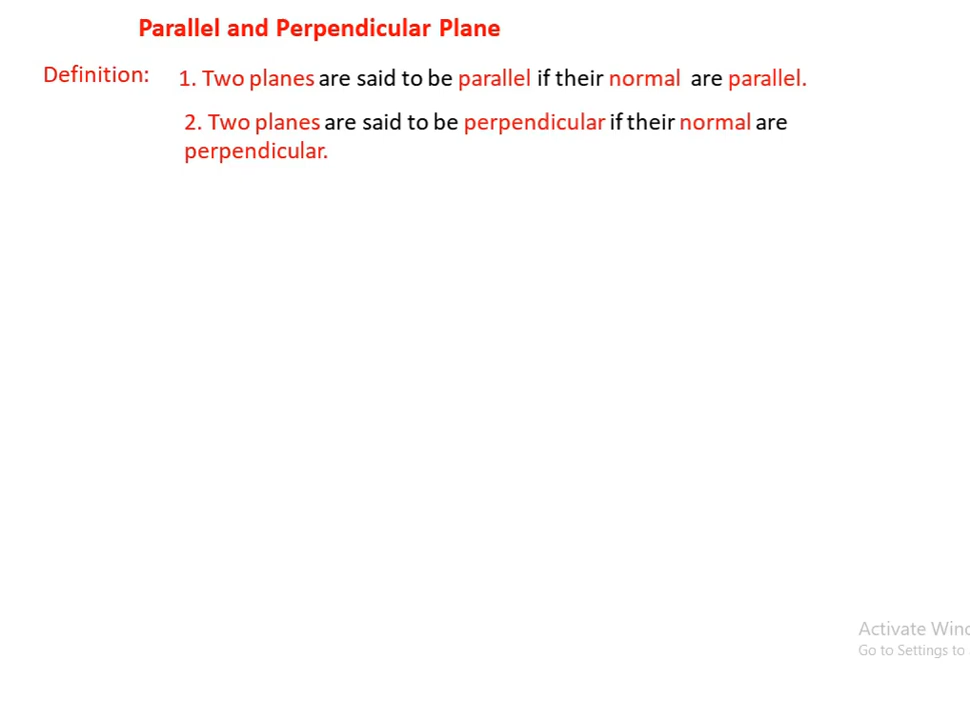 Parallel and Perpendicular Plane
Definition: 1. Two planes are said to be parallel if their normal are parallel.
2. Two planes are said to be perpendicular if their normal are
perpendicular.
Activate Winc
Go to Settings to